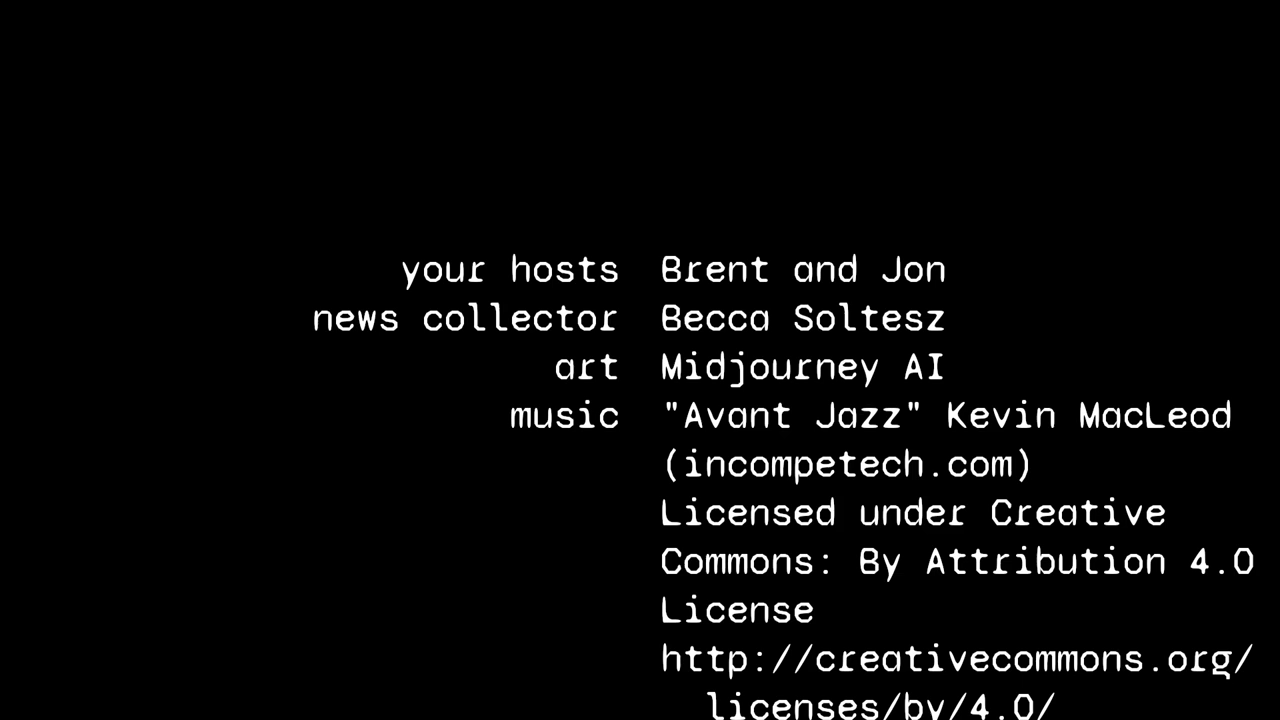 your hosts Brent and Jon
news collector Becca Soltesz
art Midjourney AI
music "Avant Jazz" Kevin MacLeod
(incompetech.com)
Licensed under Creative
Commons: By Attribution 4.0
License
http://creativecommons.org/
licenses/by/4.0/